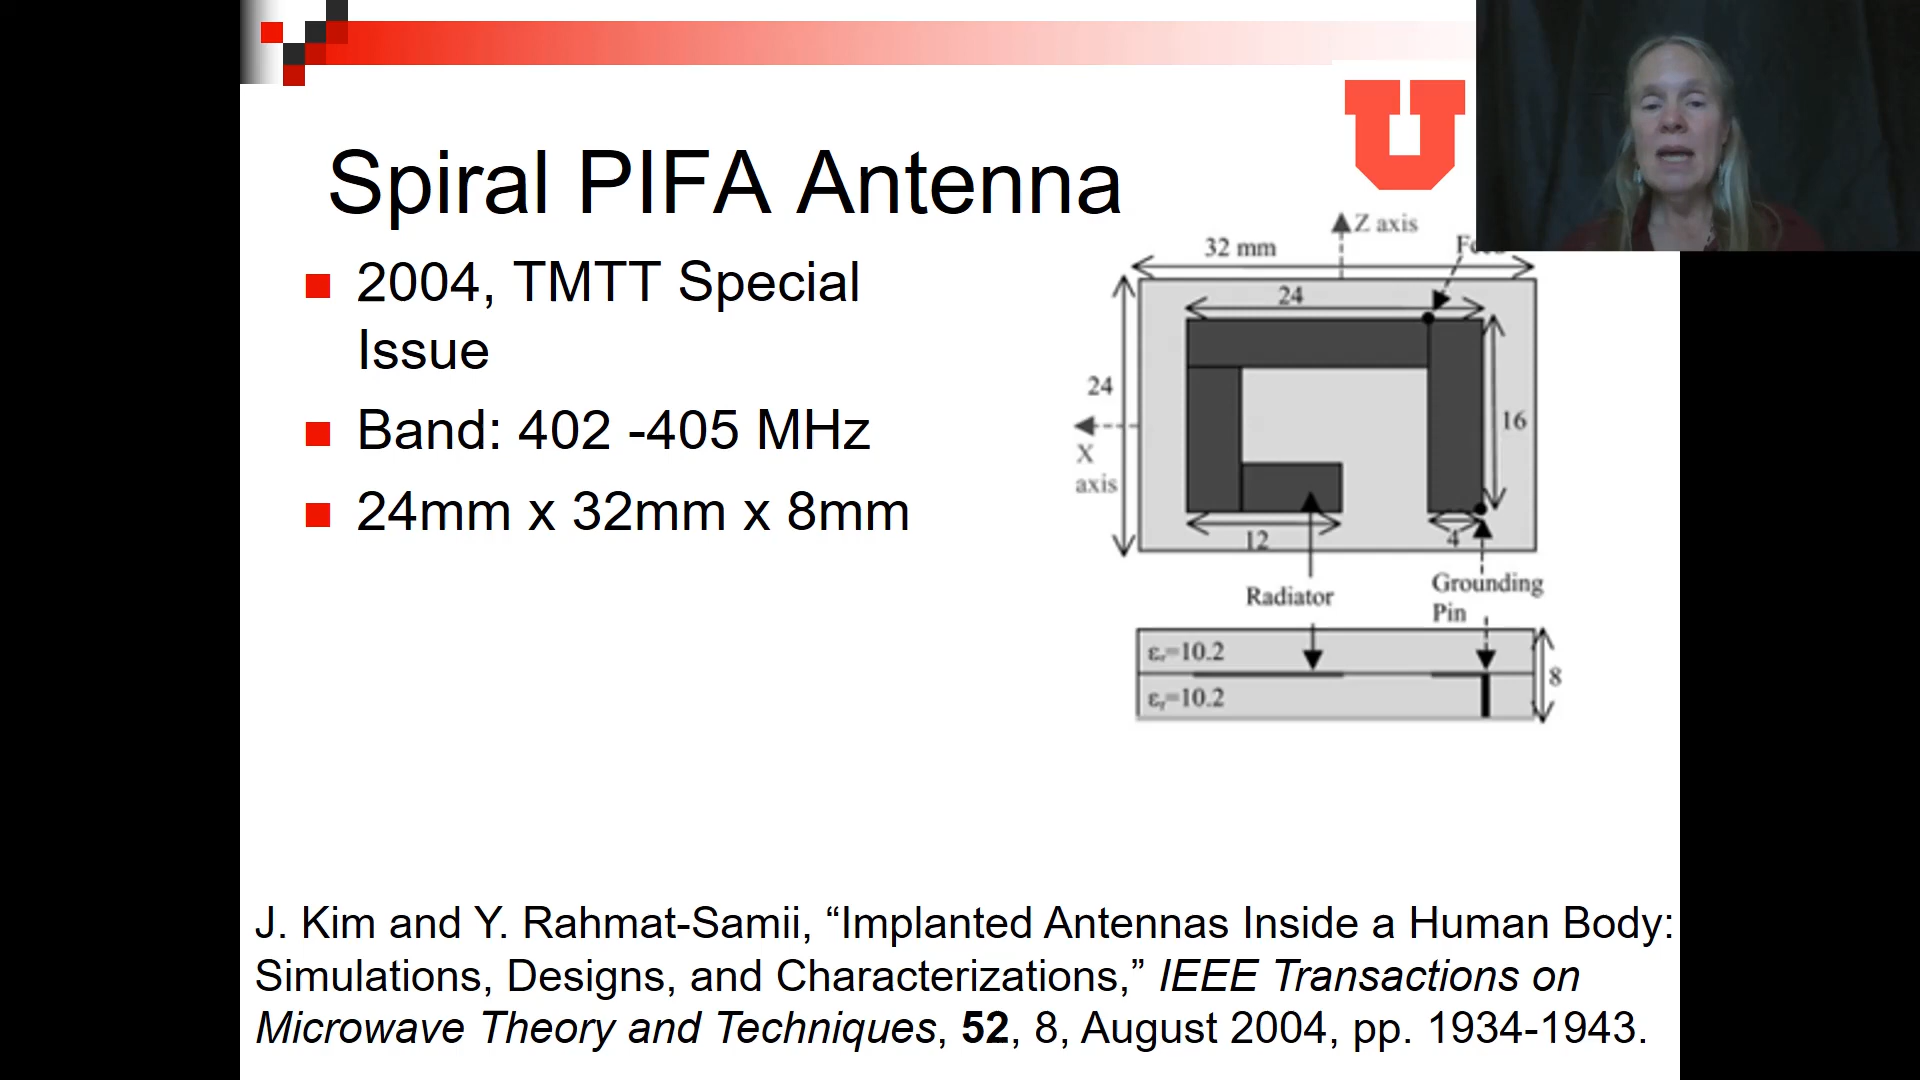 Spiral PIFA Antenna
2004, TMTT Special
Issue
Band: 402 -405 MHz
24mm x 32mm x 8mm
U
Z axis
32 mm
24
24
16
X
axis
12
4
Radiator
Grounding
Pin
εᵣ=10.2
εᵣ=10.2
8
J. Kim and Y. Rahmat-Samii, “Implanted Antennas Inside a Human Body:
Simulations, Designs, and Characterizations,” IEEE Transactions on
Microwave Theory and Techniques, 52, 8, August 2004, pp. 1934-1943.